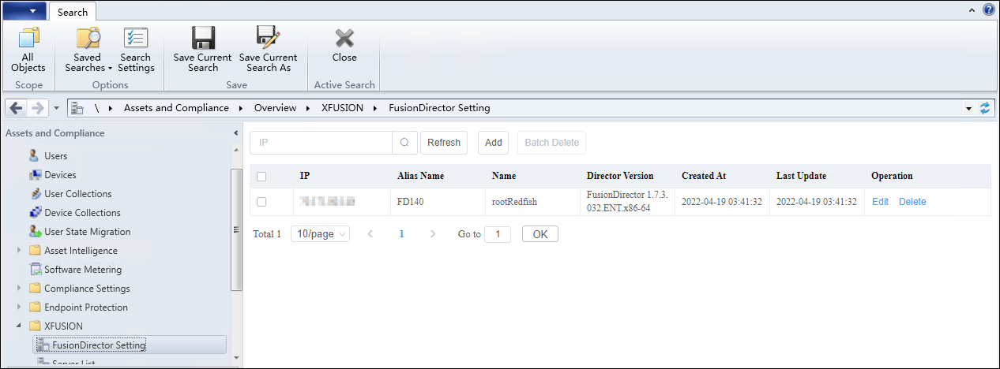 Search
All
Objects
Scope
Saved
Searches
Search
Settings
Options
Save Current
Search
Save Current
Search As
Save
Close
Active Search
\ Assets and Compliance Overview XFUSION FusionDirector Setting
Assets and Compliance
Users
Devices
User Collections
Device Collections
User State Migration
Asset Intelligence
Software Metering
Compliance Settings
Endpoint Protection
XFUSION
FusionDirector Setting
Server List
IP Refresh Add Batch Delete
IP Alias Name Name Director Version Created At Last Update Operation
FD140 rootRedfish FusionDirector 1.7.3.
032.ENT.x86-64 2022-04-19 03:41:32 2022-04-19 03:41:32 Edit Delete
Total 1 10/page 1 Go to 1 OK